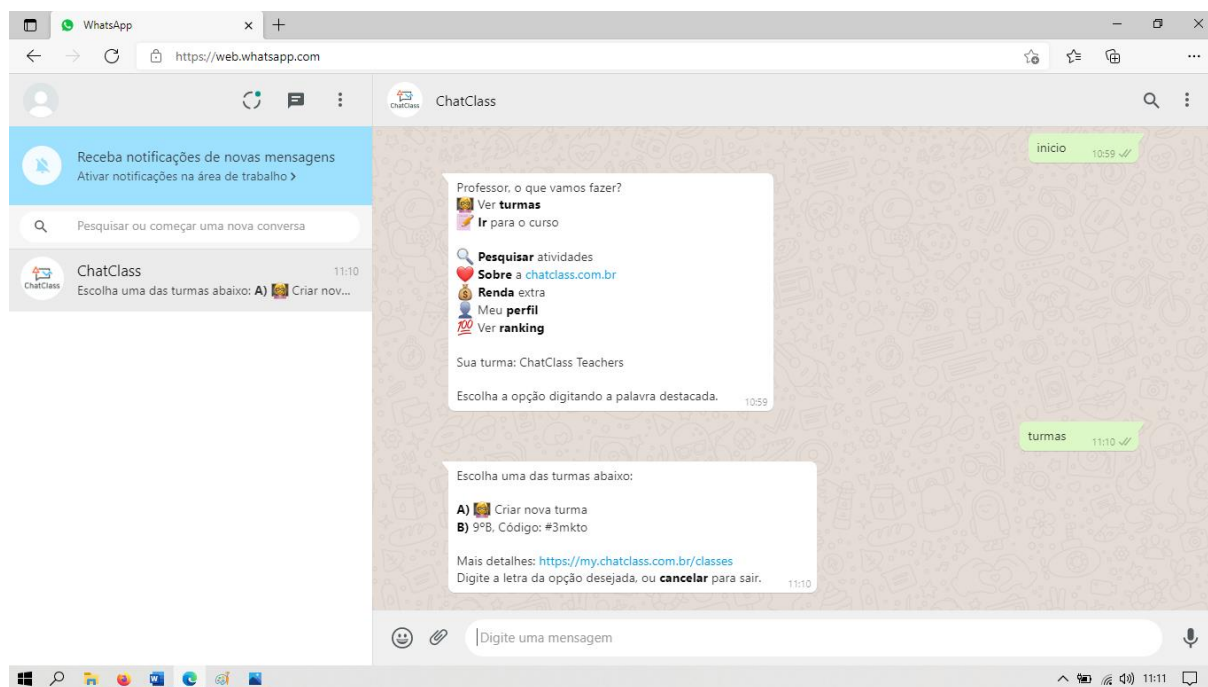 WhatsApp
https://web.whatsapp.com
ChatClass
ChatClass
Receba notificações de novas mensagens
Ativar notificações na área de trabalho >
Pesquisar ou começar uma nova conversa
ChatClass
ChatClass
11:10
Escolha uma das turmas abaixo: A) Criar nov...
inicio
10:59
Professor, o que vamos fazer?
Ver turmas
Ir para o curso
Pesquisar atividades
Sobre a chatclass.com.br
Renda extra
Meu perfil
100 Ver ranking
Sua turma: ChatClass Teachers
Escolha a opção digitando a palavra destacada.
10:59
turmas
11:10
Escolha uma das turmas abaixo:
A) Criar nova turma
B) 9ºB, Código: #3mkto
Mais detalhes: https://my.chatclass.com.br/classes
Digite a letra da opção desejada, ou cancelar para sair.
11:10
Digite uma mensagem
11:11